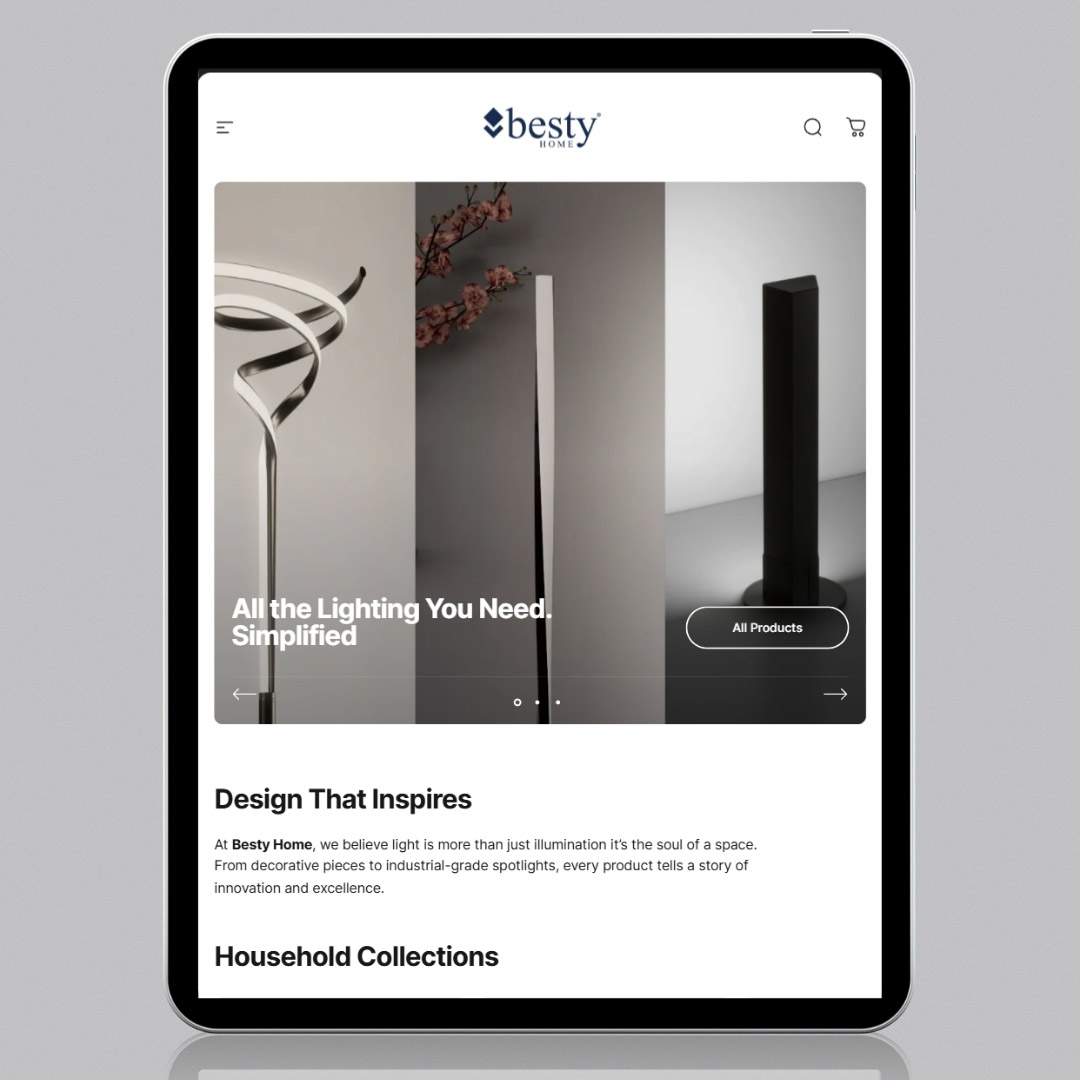 besty®
HOME
All the Lighting You Need.
Simplified
All Products
Design That Inspires
At Besty Home, we believe light is more than just illumination it’s the soul of a space.
From decorative pieces to industrial-grade spotlights, every product tells a story of
innovation and excellence.
Household Collections